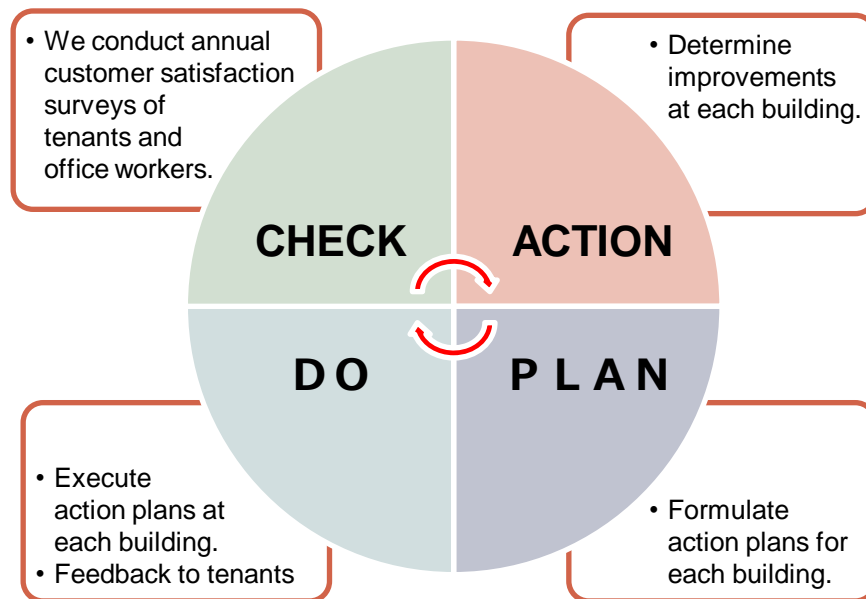 • We conduct annual
customer satisfaction
surveys of
tenants and
office workers.
• Determine
improvements
at each building.
CHECK
ACTION
DO
PLAN
• Execute
action plans at
each building.
• Feedback to tenants
• Formulate
action plans for
each building.